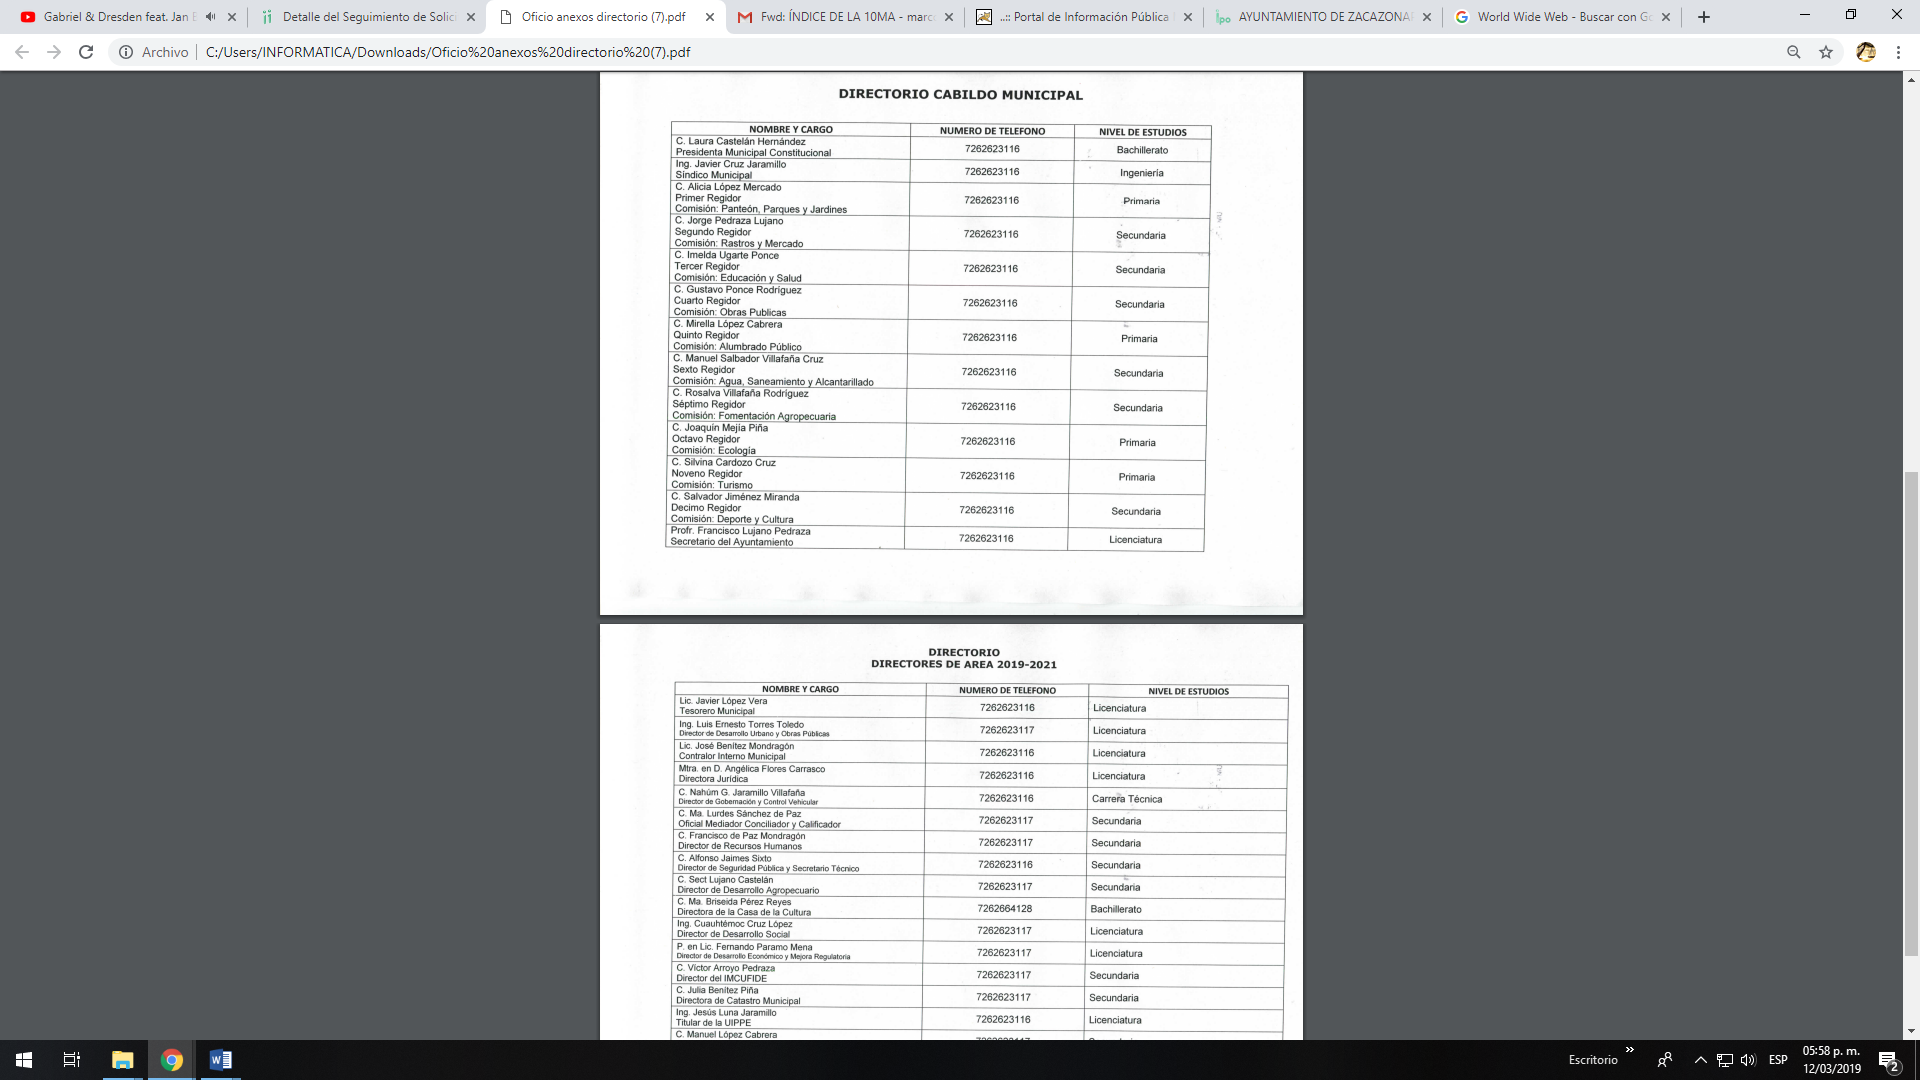 Gabriel & Dresden feat. Jan B
Detalle del Seguimiento de Solici
Oficio anexos directorio (7).pdf
Fwd: ÍNDICE DE LA 10MA - marc
..:: Portal de Información Pública
AYUNTAMIENTO DE ZACAZONA
World Wide Web - Buscar con Go
Archivo C:/Users/INFORMATICA/Downloads/Oficio%20anexos%20directorio%20(7).pdf
DIRECTORIO CABILDO MUNICIPAL
NOMBRE Y CARGO NUMERO DE TELEFONO NIVEL DE ESTUDIOS
C. Laura Castelán Hernández
Presidenta Municipal Constitucional 7262623116 Bachillerato
Ing. Javier Cruz Jaramillo
Síndico Municipal 7262623116 Ingeniería
C. Alicia López Mercado
Primer Regidor 7262623116 Primaria
Comisión: Panteón, Parques y Jardines
C. Jorge Pedraza Lujano
Segundo Regidor 7262623116 Secundaria
Comisión: Rastros y Mercado
C. Imelda Ugarte Ponce
Tercer Regidor 7262623116 Secundaria
Comisión: Educación y Salud
C. Gustavo Ponce Rodríguez
Cuarto Regidor 7262623116 Secundaria
Comisión: Obras Publicas
C. Mirella López Cabrera
Quinto Regidor 7262623116 Primaria
Comisión: Alumbrado Público
C. Manuel Salbador Villafaña Cruz
Sexto Regidor 7262623116 Secundaria
Comisión: Agua, Saneamiento y Alcantarillado
C. Rosalva Villafaña Rodríguez
Séptimo Regidor 7262623116 Secundaria
Comisión: Fomentación Agropecuaria
C. Joaquín Mejía Piña
Octavo Regidor 7262623116 Primaria
Comisión: Ecología
C. Silvina Cardozo Cruz
Noveno Regidor 7262623116 Primaria
Comisión: Turismo
C. Salvador Jiménez Miranda
Decimo Regidor 7262623116 Secundaria
Comisión: Deporte y Cultura
Profr. Francisco Lujano Pedraza
Secretario del Ayuntamiento 7262623116 Licenciatura
DIRECTORIO
DIRECTORES DE AREA 2019-2021
NOMBRE Y CARGO NUMERO DE TELEFONO NIVEL DE ESTUDIOS
Lic. Javier López Vera
Tesorero Municipal 7262623116 Licenciatura
Ing. Luis Ernesto Torres Toledo
Director de Desarrollo Urbano y Obras Públicas 7262623117 Licenciatura
Lic. José Benítez Mondragón
Contralor Interno Municipal 7262623116 Licenciatura
Mtra. en D. Angélica Flores Carrasco
Directora Jurídica 7262623116 Licenciatura
C. Nahúm G. Jaramillo Villafaña
Director de Gobernación y Control Vehicular 7262623116 Carrera Técnica
C. Ma. Lurdes Sánchez de Paz
Oficial Mediador Conciliador y Calificador 7262623117 Secundaria
C. Francisco de Paz Mondragón
Director de Recursos Humanos 7262623117 Secundaria
C. Alfonso Jaimes Sixto
Director de Seguridad Pública y Secretario Técnico 7262623116 Secundaria
C. Sect Lujano Castelán
Director de Desarrollo Agropecuario 7262623117 Secundaria
C. Ma. Briseida Pérez Reyes
Directora de la Casa de la Cultura 7262664128 Bachillerato
Ing. Cuauhtémoc Cruz López
Director de Desarrollo Social 7262623117 Licenciatura
P. en Lic. Fernando Paramo Mena
Director de Desarrollo Económico y Mejora Regulatoria 7262623117 Licenciatura
C. Víctor Arroyo Pedraza
Director del IMCUFIDE 7262623117 Secundaria
C. Julia Benítez Piña
Directora de Catastro Municipal 7262623117 Secundaria
Ing. Jesús Luna Jaramillo
Titular de la UIPPE 7262623116 Licenciatura
C. Manuel López Cabrera
Escritorio
ESP
05:58 p. m.
12/03/2019
2